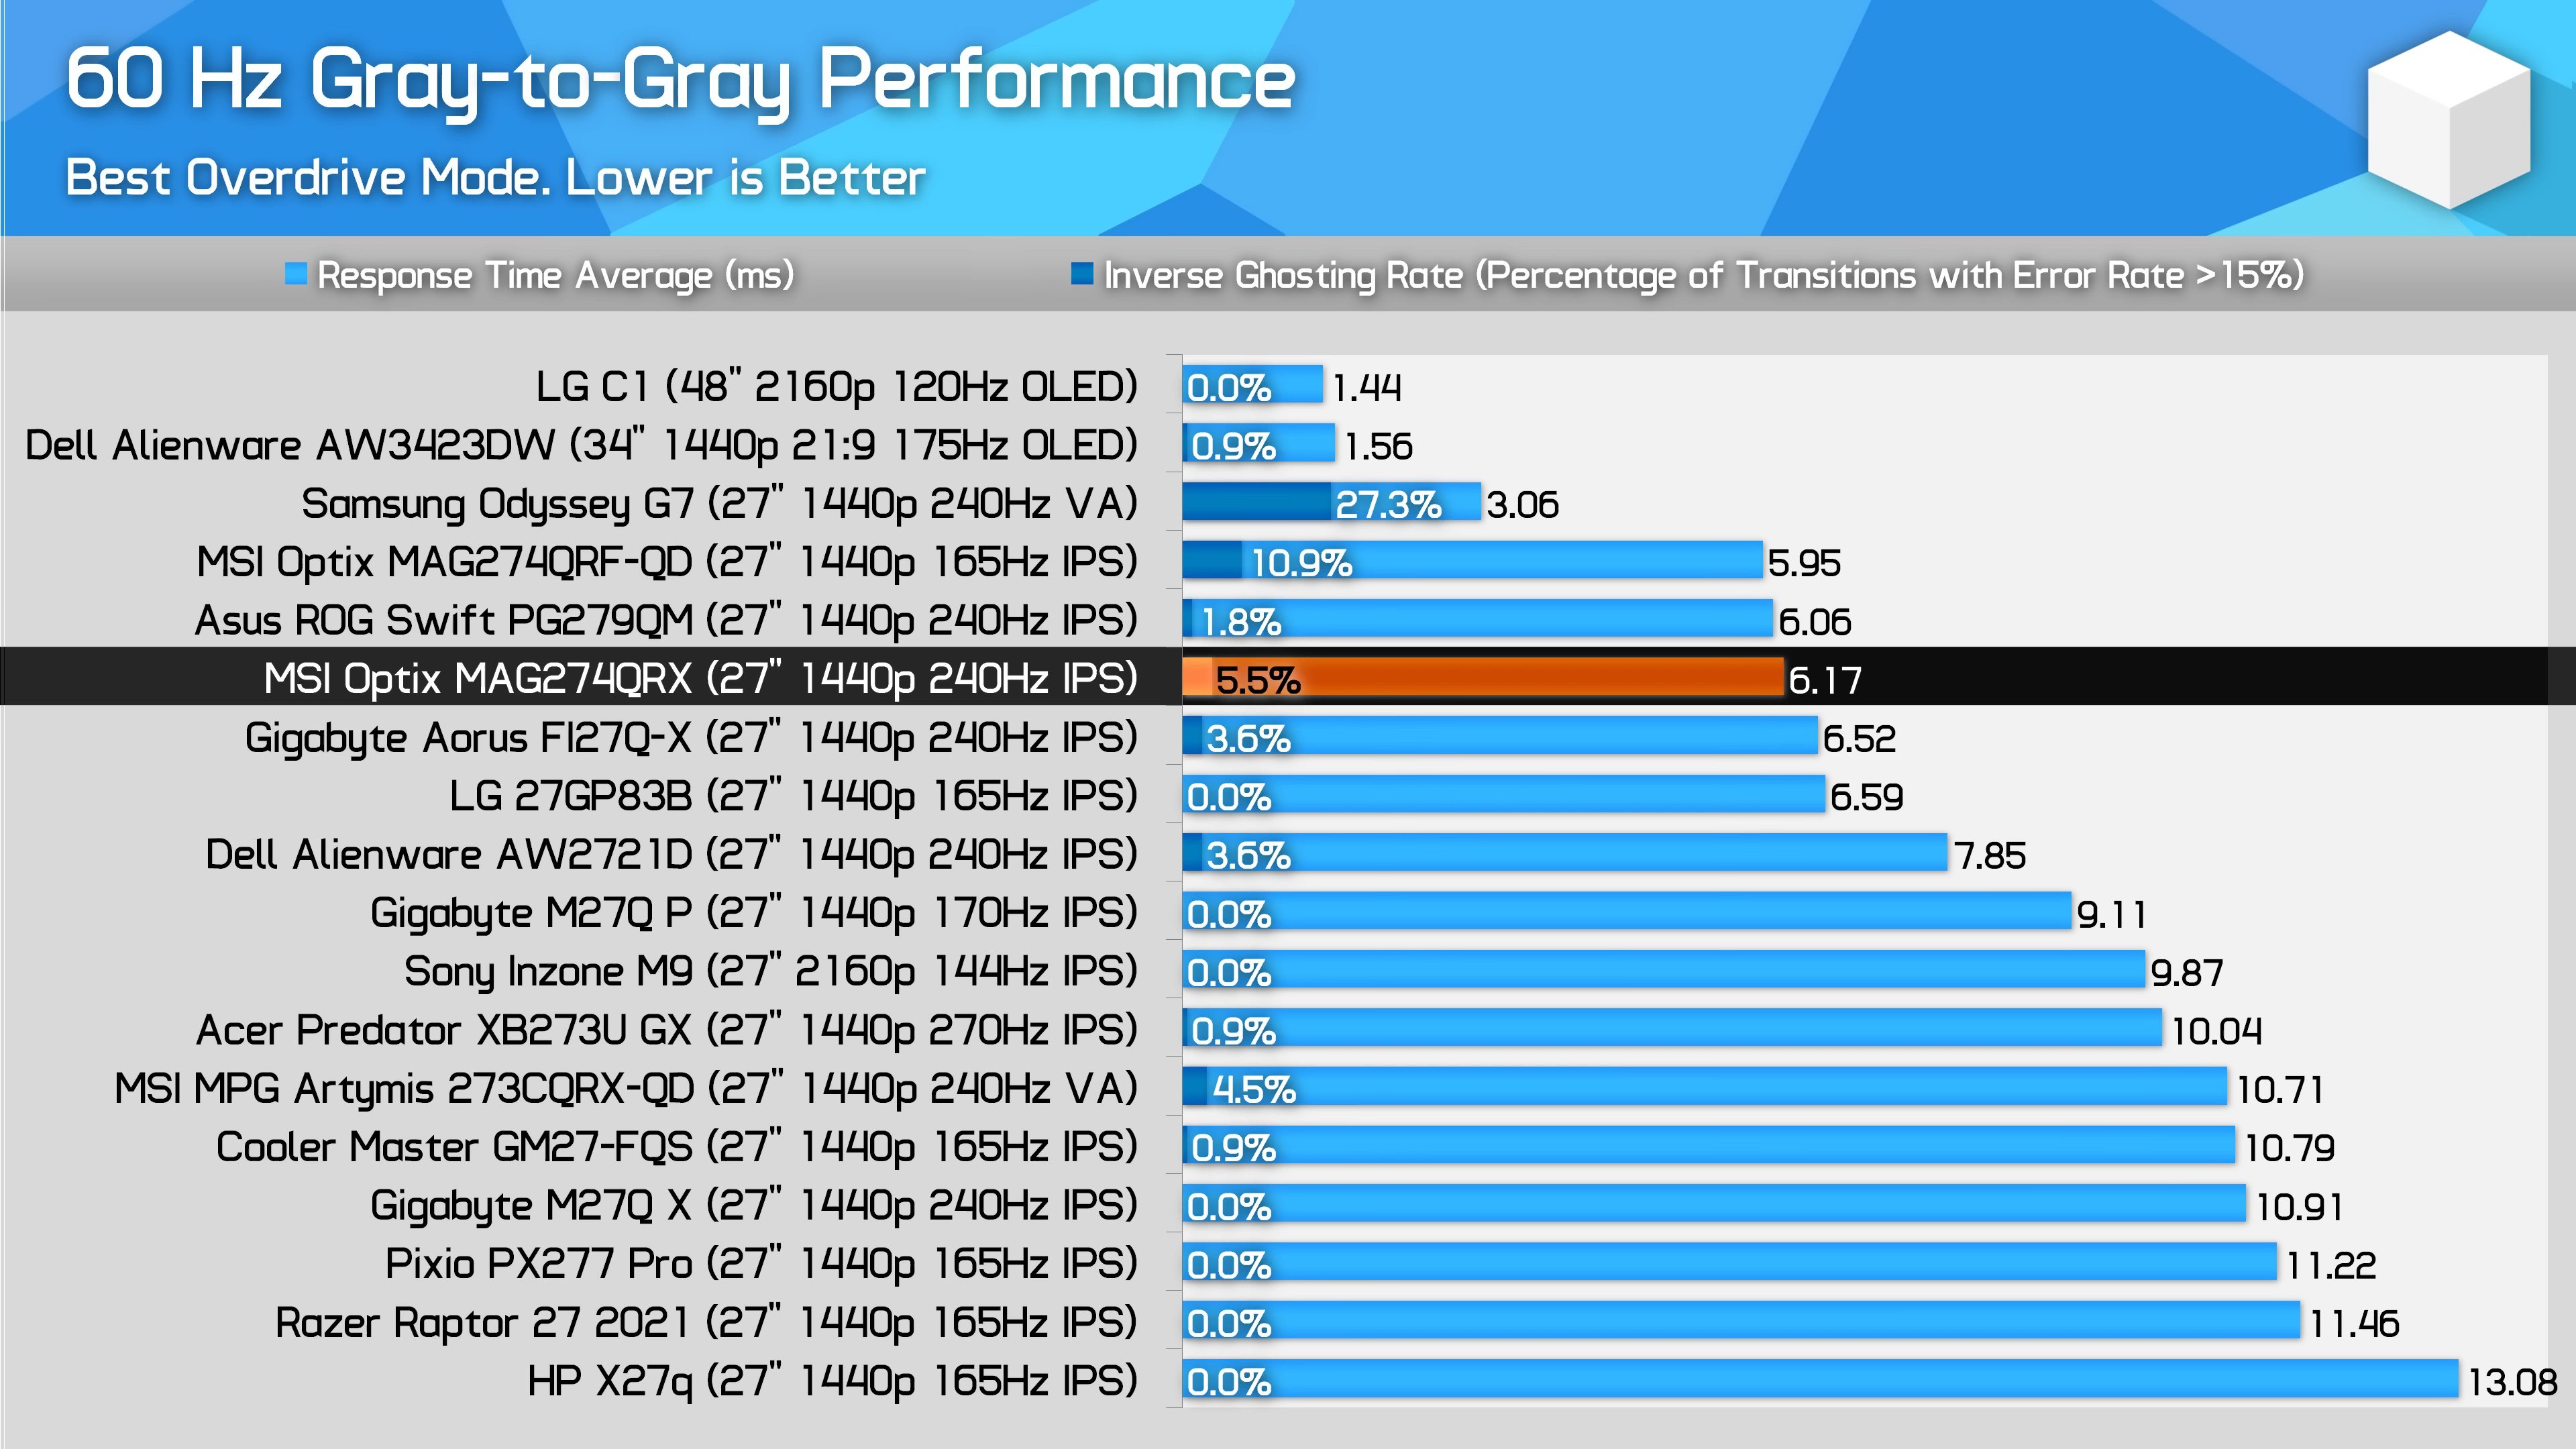 60 Hz Gray-to-Gray Performance
Best Overdrive Mode. Lower is Better
Response Time Average (ms) Inverse Ghosting Rate (Percentage of Transitions with Error Rate >15%)
LG C1 (48" 2160p 120Hz OLED) 0.0% 1.44
Dell Alienware AW3423DW (34" 1440p 21:9 175Hz OLED) 0.9% 1.56
Samsung Odyssey G7 (27" 1440p 240Hz VA) 27.3% 3.06
MSI Optix MAG274QRF-QD (27" 1440p 165Hz IPS) 10.9% 5.95
Asus ROG Swift PG279QM (27" 1440p 240Hz IPS) 1.8% 6.06
MSI Optix MAG274QRX (27" 1440p 240Hz IPS) 5.5% 6.17
Gigabyte Aorus FI27Q-X (27" 1440p 240Hz IPS) 3.6% 6.52
LG 27GP83B (27" 1440p 165Hz IPS) 0.0% 6.59
Dell Alienware AW2721D (27" 1440p 240Hz IPS) 3.6% 7.85
Gigabyte M27Q P (27" 1440p 170Hz IPS) 0.0% 9.11
Sony Inzone M9 (27" 2160p 144Hz IPS) 0.0% 9.87
Acer Predator XB273U GX (27" 1440p 270Hz IPS) 0.9% 10.04
MSI MPG Artymis 273CQRX-QD (27" 1440p 240Hz VA) 4.5% 10.71
Cooler Master GM27-FQS (27" 1440p 165Hz IPS) 0.9% 10.79
Gigabyte M27Q X (27" 1440p 240Hz IPS) 0.0% 10.91
Pixio PX277 Pro (27" 1440p 165Hz IPS) 0.0% 11.22
Razer Raptor 27 2021 (27" 1440p 165Hz IPS) 0.0% 11.46
HP X27q (27" 1440p 165Hz IPS) 0.0% 13.08